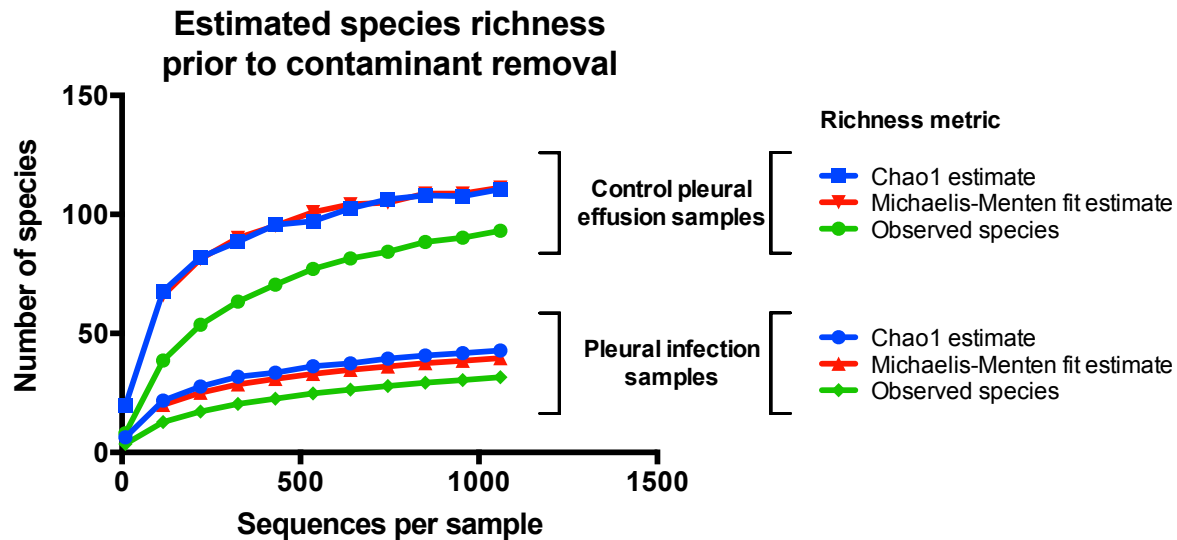 Estimated species richness
prior to contaminant removal
150
100
50
0
Number of species
0
500
1000
1500
Sequences per sample
Control pleural
effusion samples
Pleural infection
samples
Richness metric
Chao1 estimate
Michaelis-Menten fit estimate
Observed species
Chao1 estimate
Michaelis-Menten fit estimate
Observed species